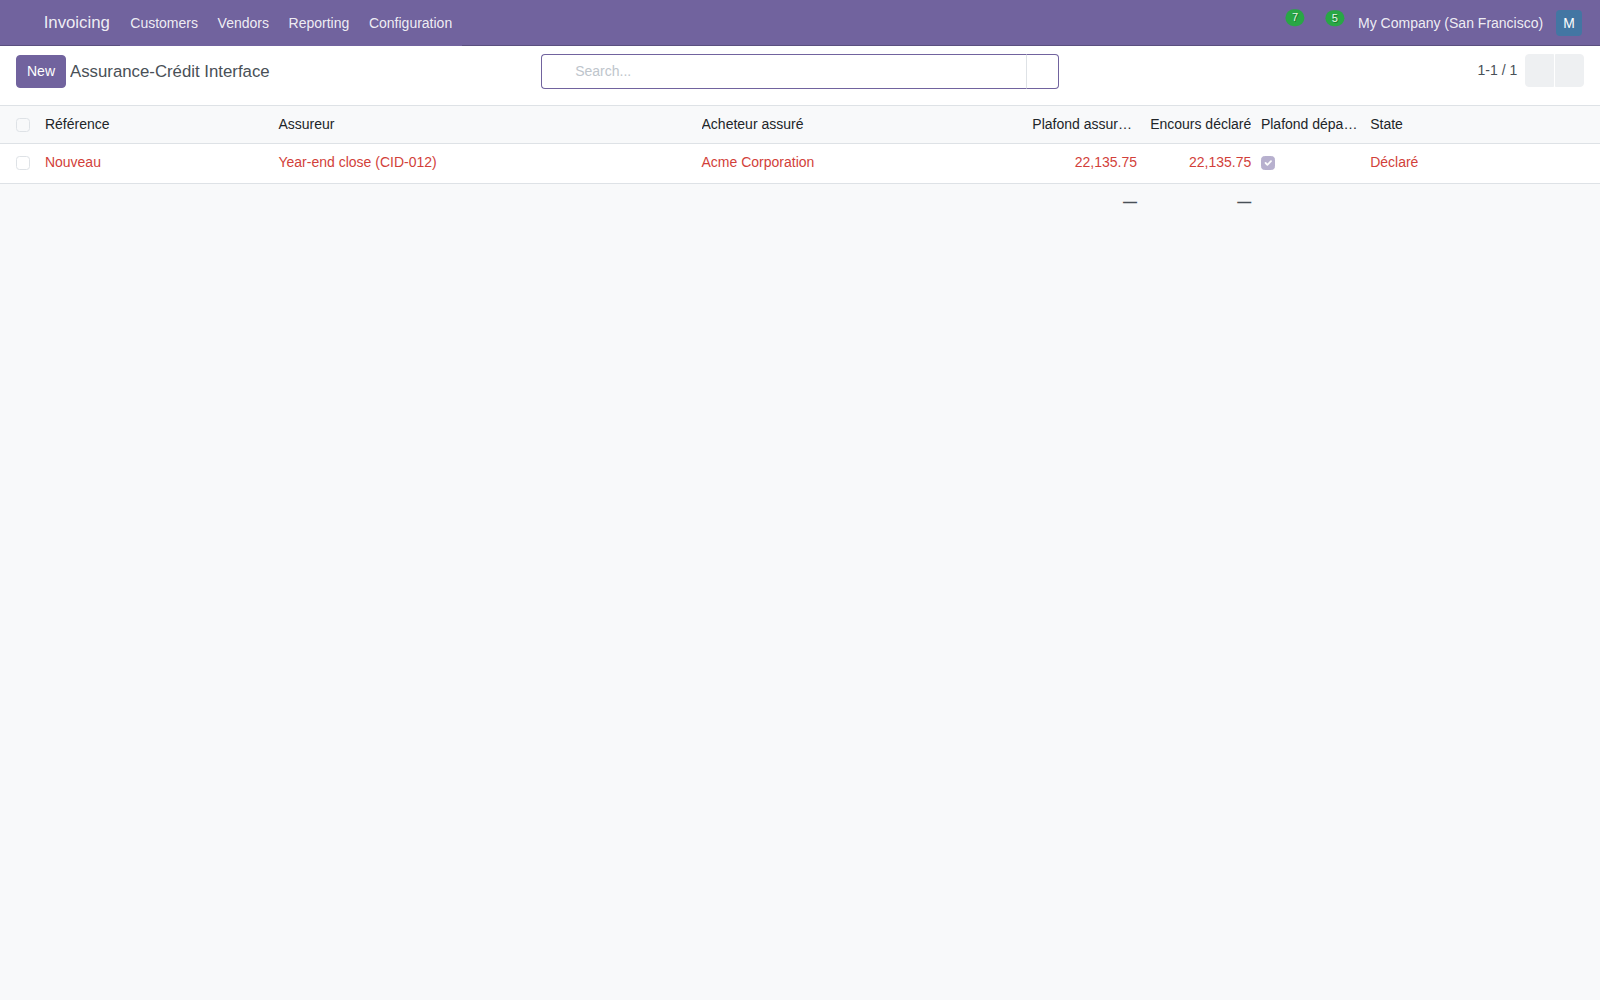 Invoicing Customers Vendors Reporting Configuration 7 5 My Company (San Francisco) M
New Assurance-Crédit Interface Search... 1-1 / 1
Référence Assureur Acheteur assuré Plafond assur… Encours déclaré Plafond dépa… State
Nouveau Year-end close (CID-012) Acme Corporation 22,135.75 22,135.75 Déclaré
— —